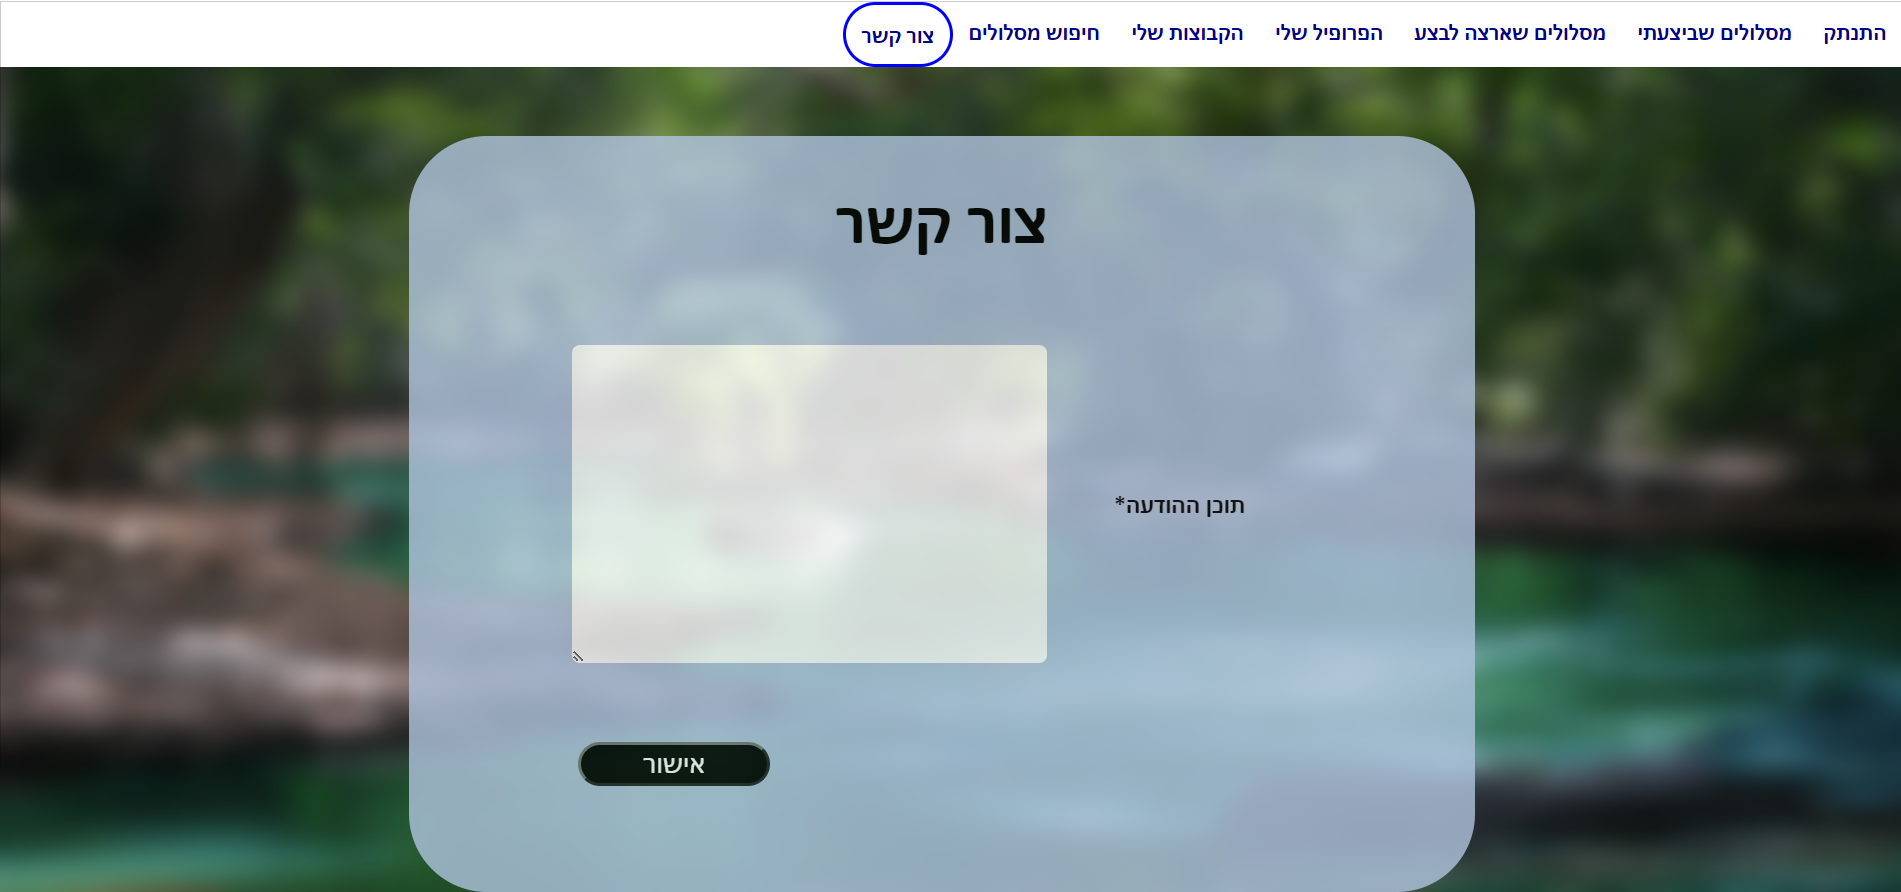 התנתק מסלולים שביצעתי מסלולים שארצה לבצע הפרופיל שלי הקבוצות שלי חיפוש מסלולים צור קשר
צור קשר
תוכן ההודעה*
אישור